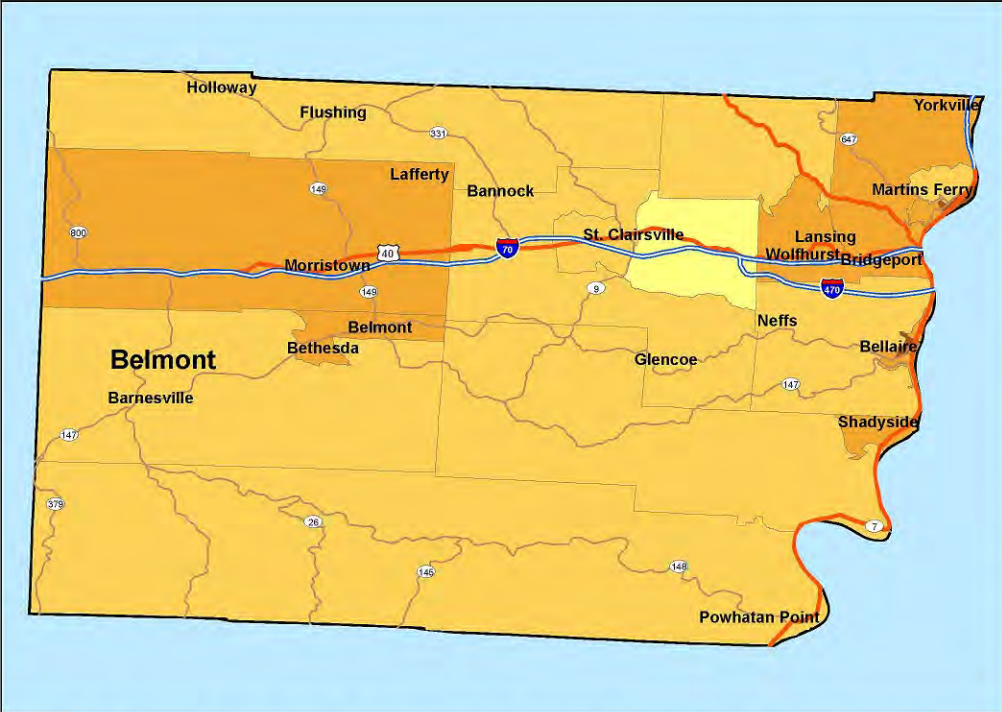 Yorkville
Holloway
Flushing
331
647
Lafferty
149
Bannock
Martins Ferry
800
St. Clairsville
Lansing
40
70
Wolfhurst
Bridgeport
Morristown
149
9
470
Belmont
Neffs
Bethesda
Bellaire
Belmont
Glencoe
147
Barnesville
Shadyside
147
379
26
7
148
145
Powhatan Point